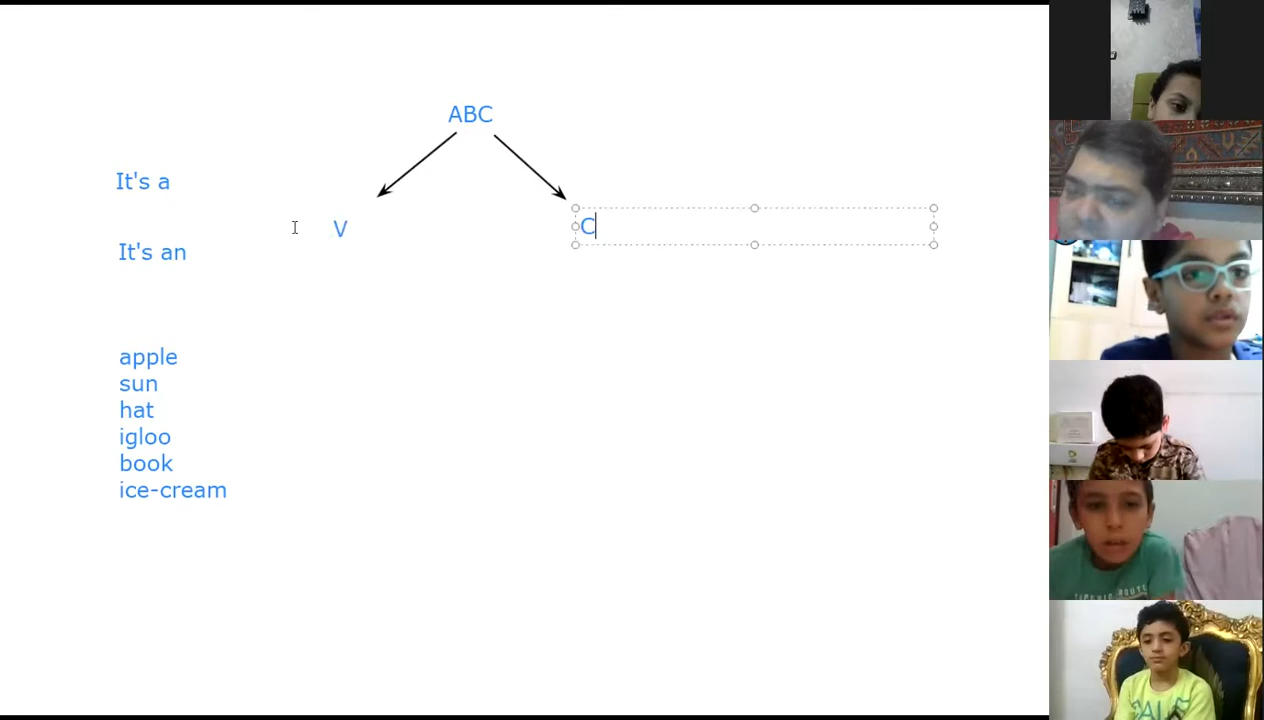 ABC
It's a
V
C
It's an
apple
sun
hat
igloo
book
ice-cream